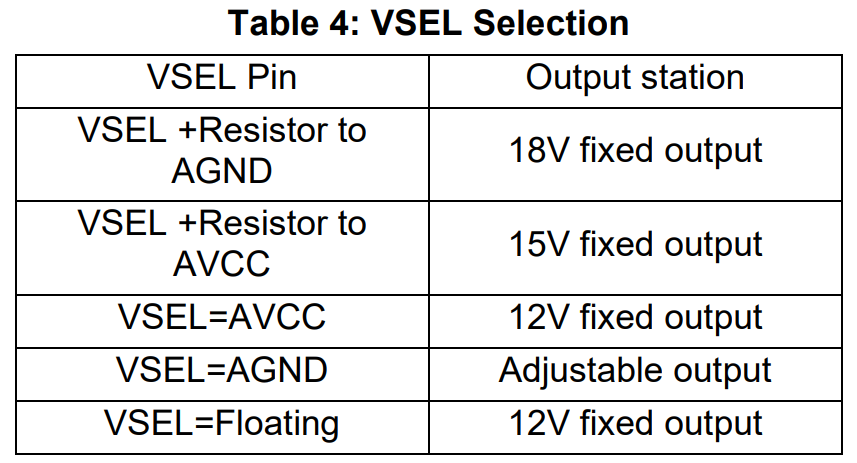 Table 4: VSEL Selection
VSEL Pin
Output station
VSEL +Resistor to
AGND
18V fixed output
VSEL +Resistor to
AVCC
15V fixed output
VSEL=AVCC
12V fixed output
VSEL=AGND
Adjustable output
VSEL=Floating
12V fixed output